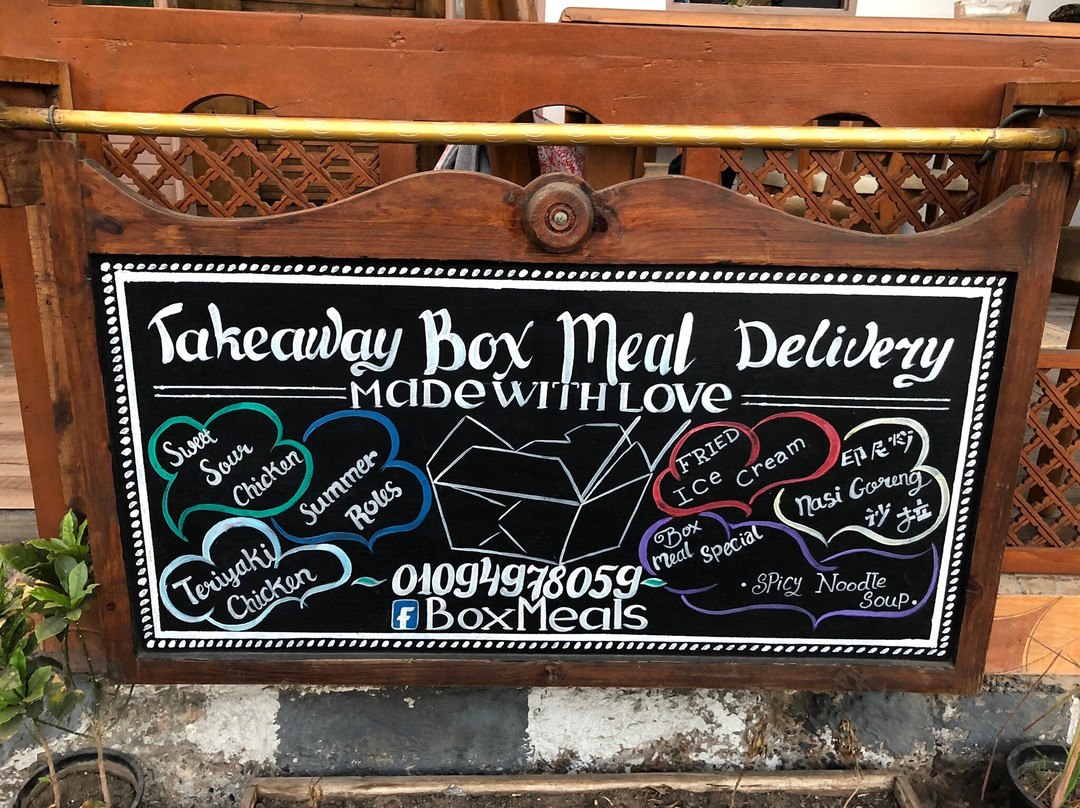 Takeaway Box Meal Delivery
MadE WITH LOVE
Sweet
Sour
Chicken
Summer
Roles
FRIED
Ice Cream
印尼炒
Nasi Goreng
沙拉
Teriyaki
Chicken
Box
Meal Special
•SPicy Noodle
Soup•
01094978059
f BoxMeals